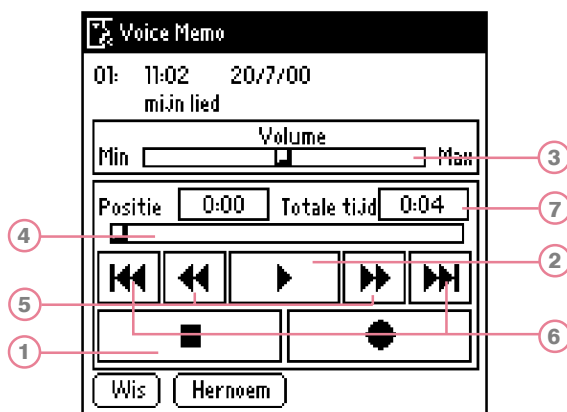 Voice Memo
01: 11:02 20/7/00
mijn lied
Volume
Min Max
3
Positie 0:00 Totale tijd 0:04
7
4
2
5
6
1
Wis Hernoem